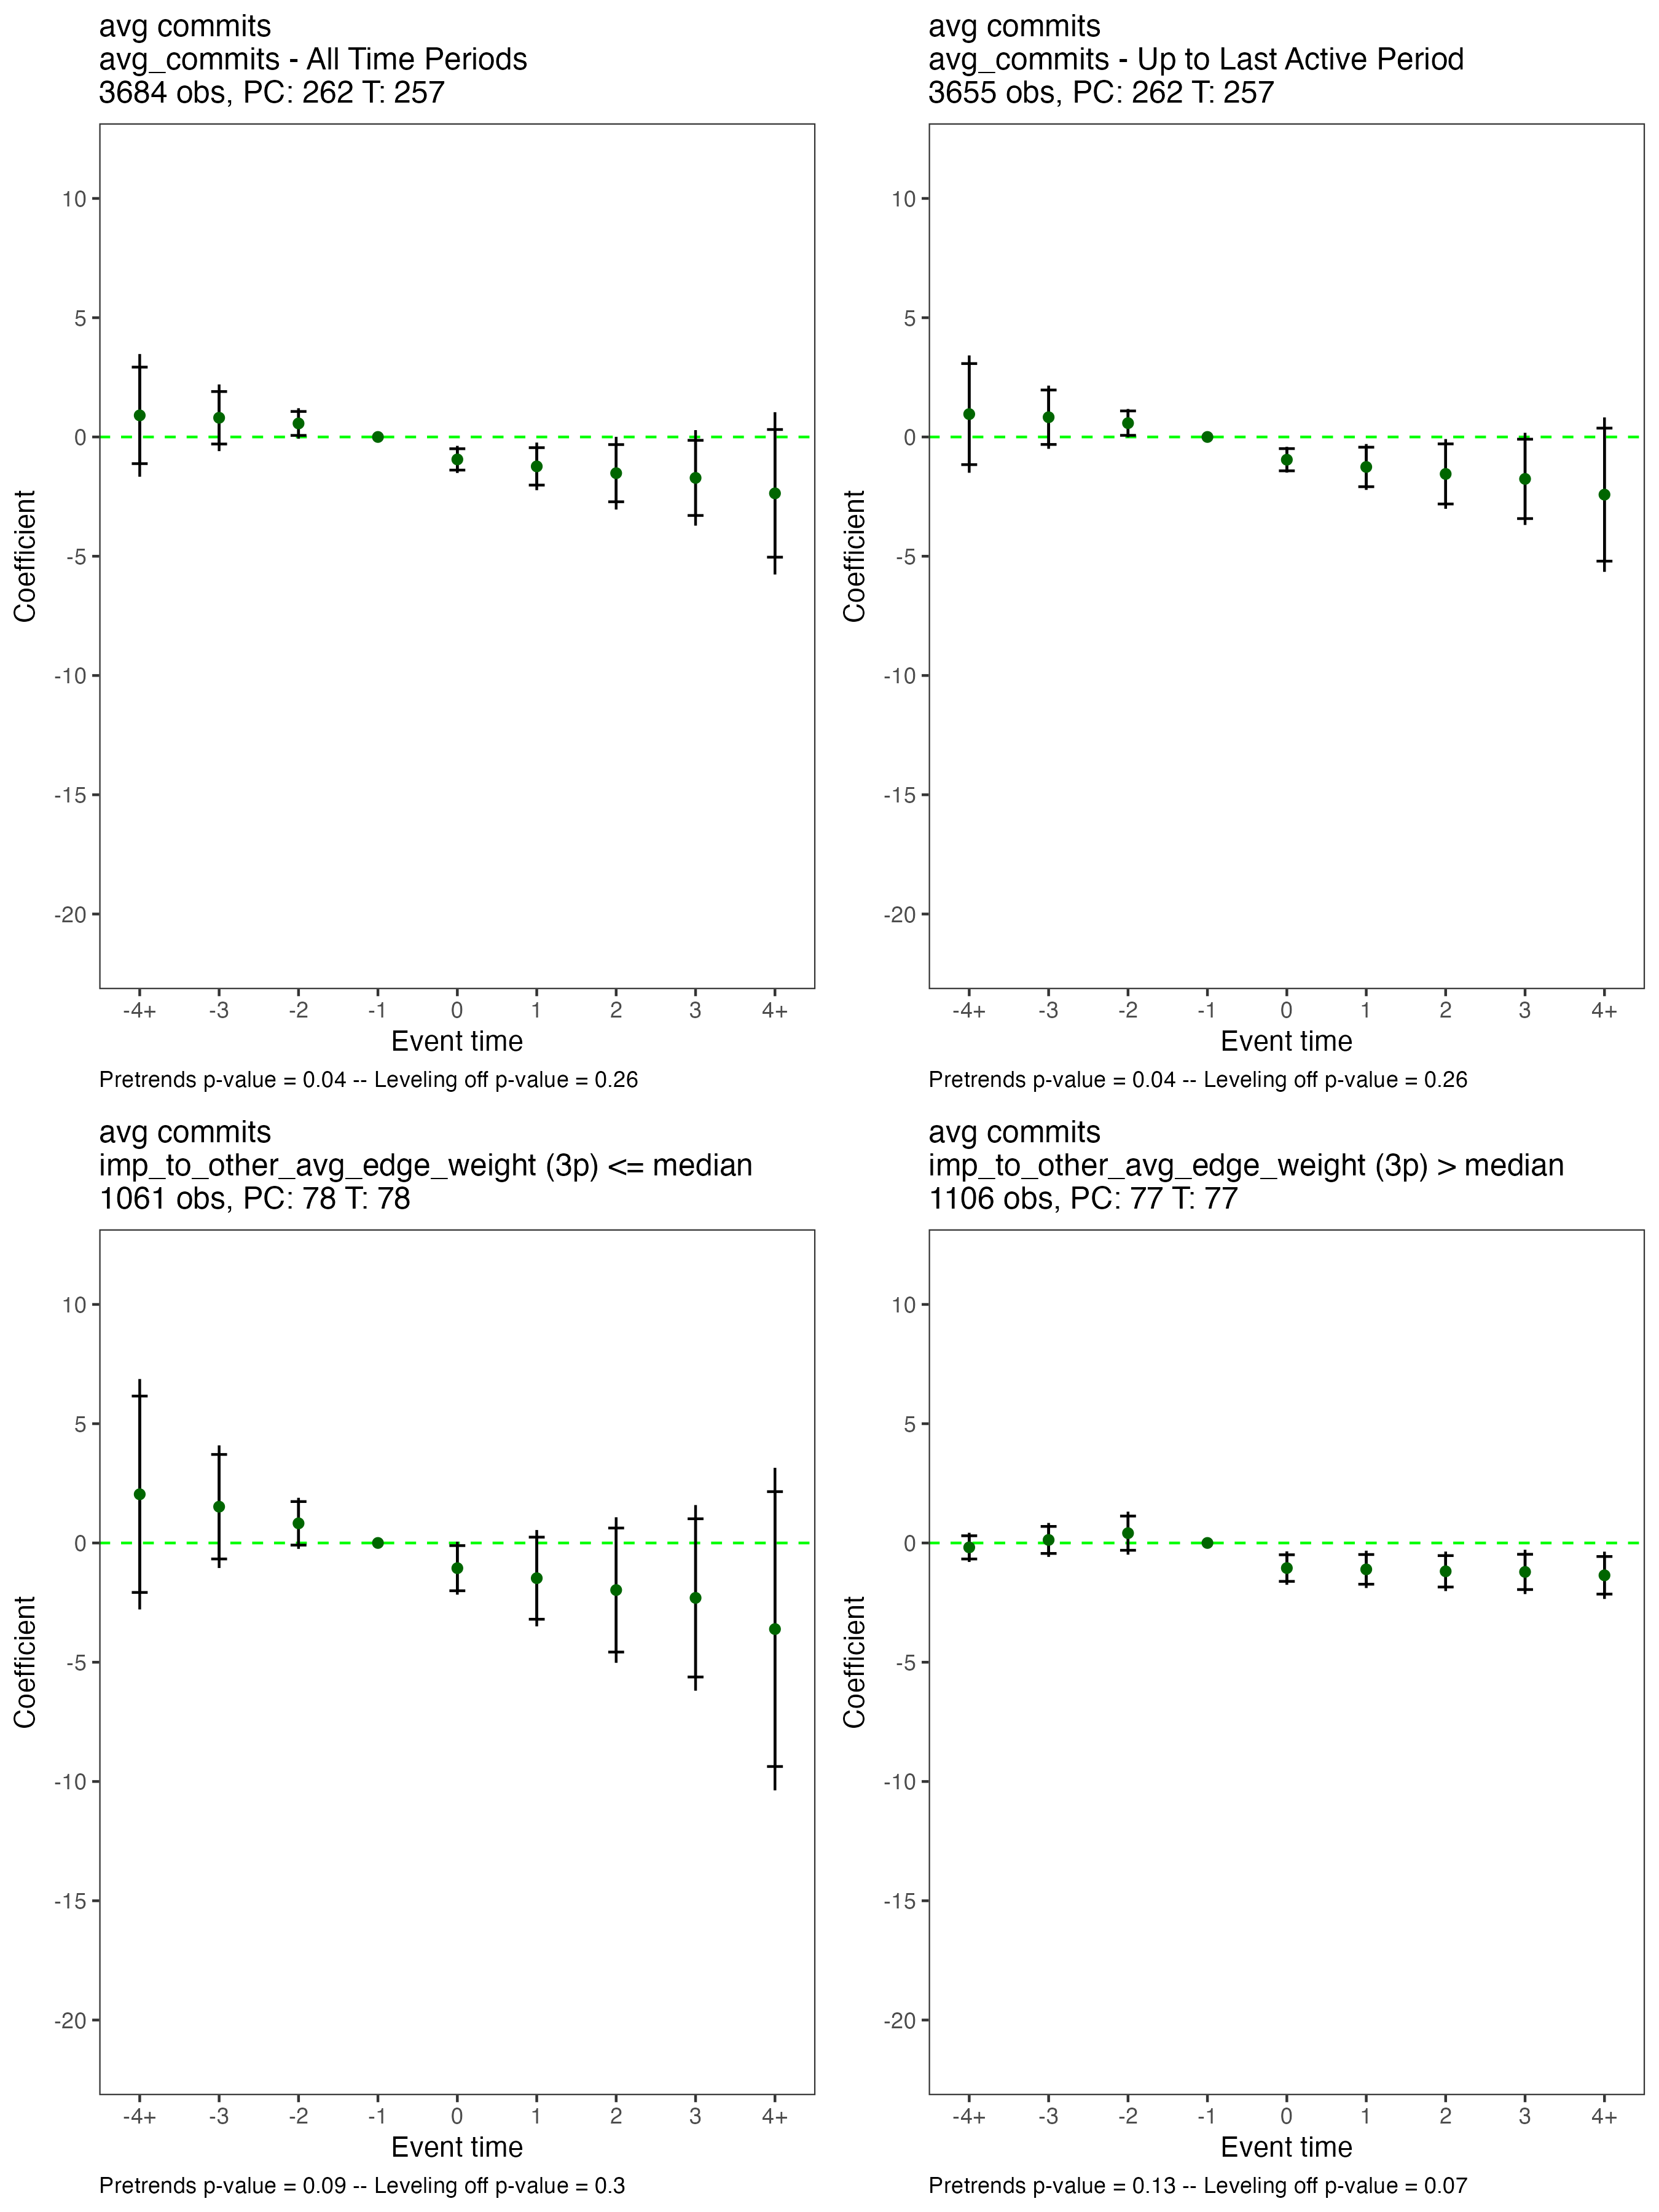 avg commits
avg_commits - All Time Periods
3684 obs, PC: 262 T: 257
10
5
0
-5
-10
-15
-20
Coefficient
-4+ -3 -2 -1 0 1 2 3 4+
Event time
Pretrends p-value = 0.04 -- Leveling off p-value = 0.26
avg commits
avg_commits - Up to Last Active Period
3655 obs, PC: 262 T: 257
10
5
0
-5
-10
-15
-20
Coefficient
-4+ -3 -2 -1 0 1 2 3 4+
Event time
Pretrends p-value = 0.04 -- Leveling off p-value = 0.26
avg commits
imp_to_other_avg_edge_weight (3p) <= median
1061 obs, PC: 78 T: 78
10
5
0
-5
-10
-15
-20
Coefficient
-4+ -3 -2 -1 0 1 2 3 4+
Event time
Pretrends p-value = 0.09 -- Leveling off p-value = 0.3
avg commits
imp_to_other_avg_edge_weight (3p) > median
1106 obs, PC: 77 T: 77
10
5
0
-5
-10
-15
-20
Coefficient
-4+ -3 -2 -1 0 1 2 3 4+
Event time
Pretrends p-value = 0.13 -- Leveling off p-value = 0.07